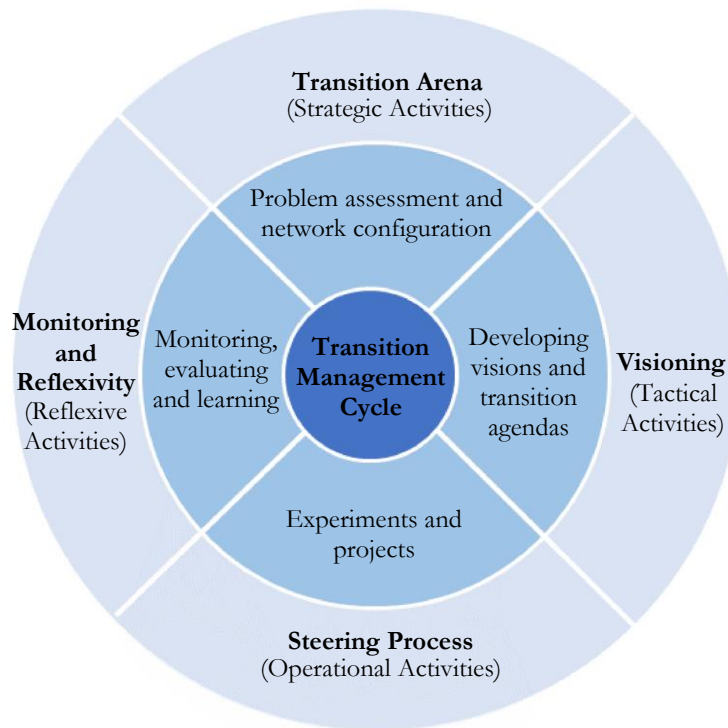 Transition Arena
(Strategic Activities)
Problem assessment and
network configuration
Monitoring
and
Reflexivity
(Reflexive
Activities)
Monitoring,
evaluating
and learning
Transition
Management
Cycle
Developing
visions and
transition
agendas
Visioning
(Tactical
Activities)
Experiments and
projects
Steering Process
(Operational Activities)